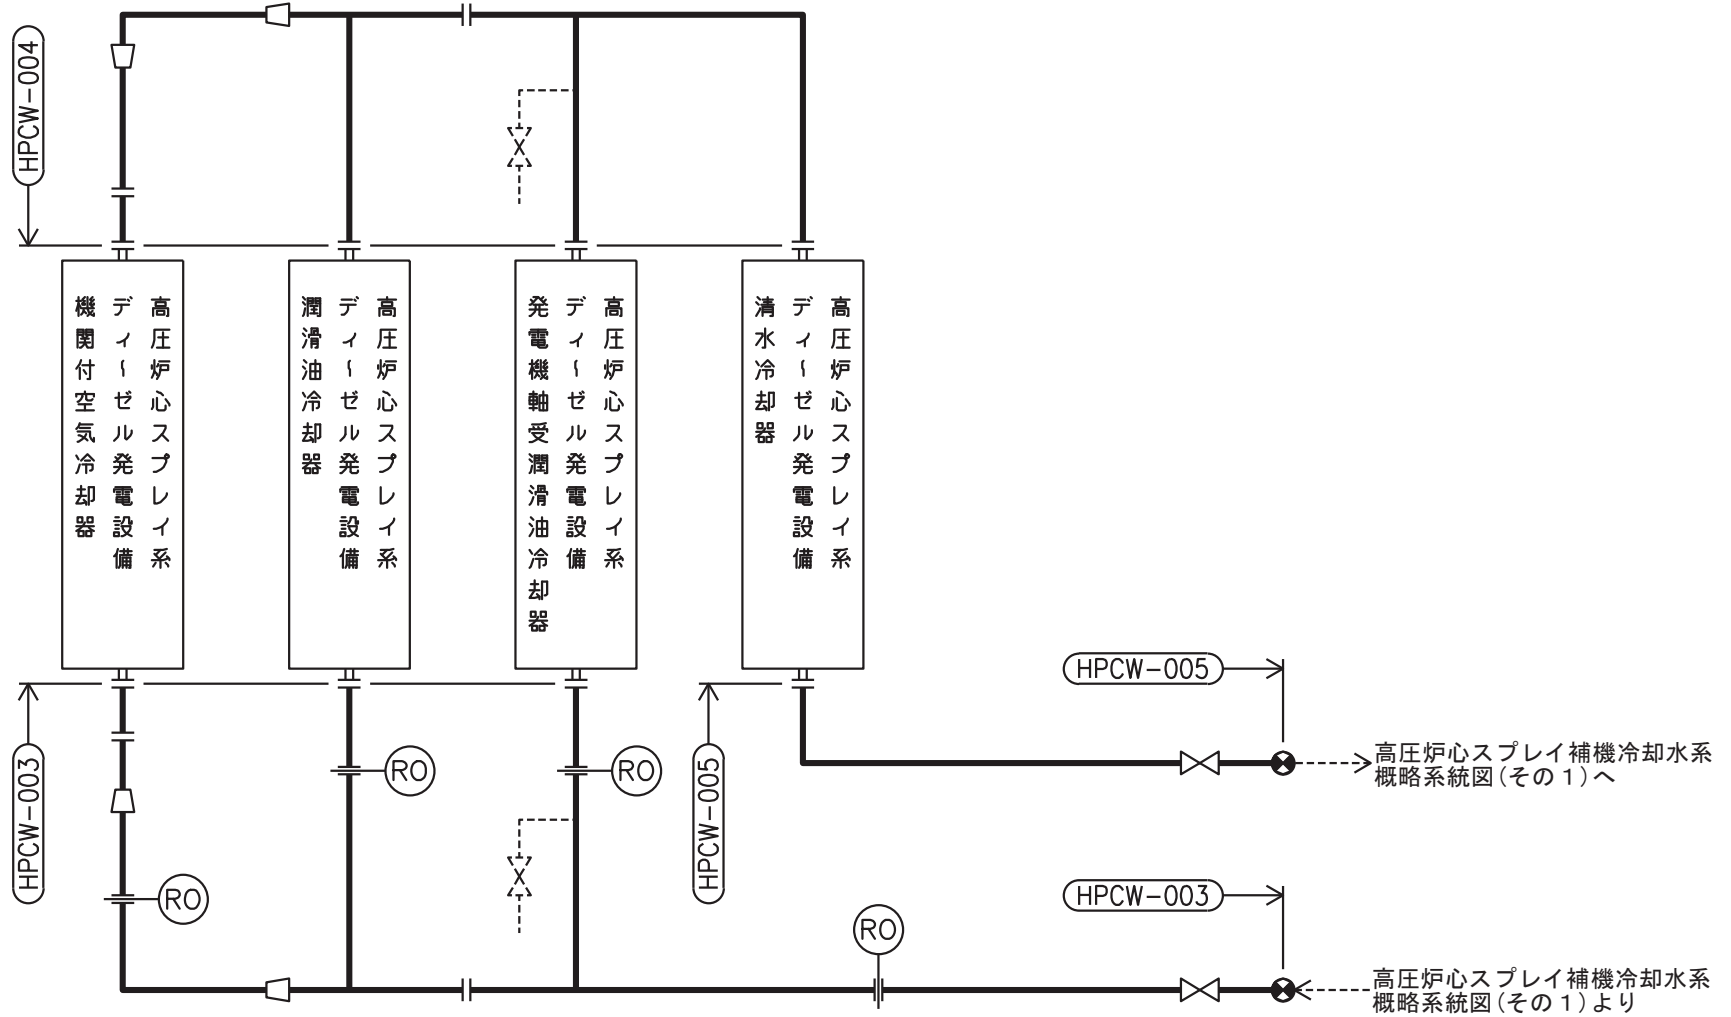 HPCW-004
高圧炉心スプレイ系
ディーゼル発電設備
機関付空気冷却器
高圧炉心スプレイ系
ディーゼル発電設備
潤滑油冷却器
高圧炉心スプレイ系
ディーゼル発電設備
発電機軸受潤滑油冷却器
高圧炉心スプレイ系
ディーゼル発電設備
清水冷却器
HPCW-003
RO
RO
RO
HPCW-005
HPCW-005
高圧炉心スプレイ補機冷却水系
概略系統図(その1)へ
RO
HPCW-003
高圧炉心スプレイ補機冷却水系
概略系統図(その1)より